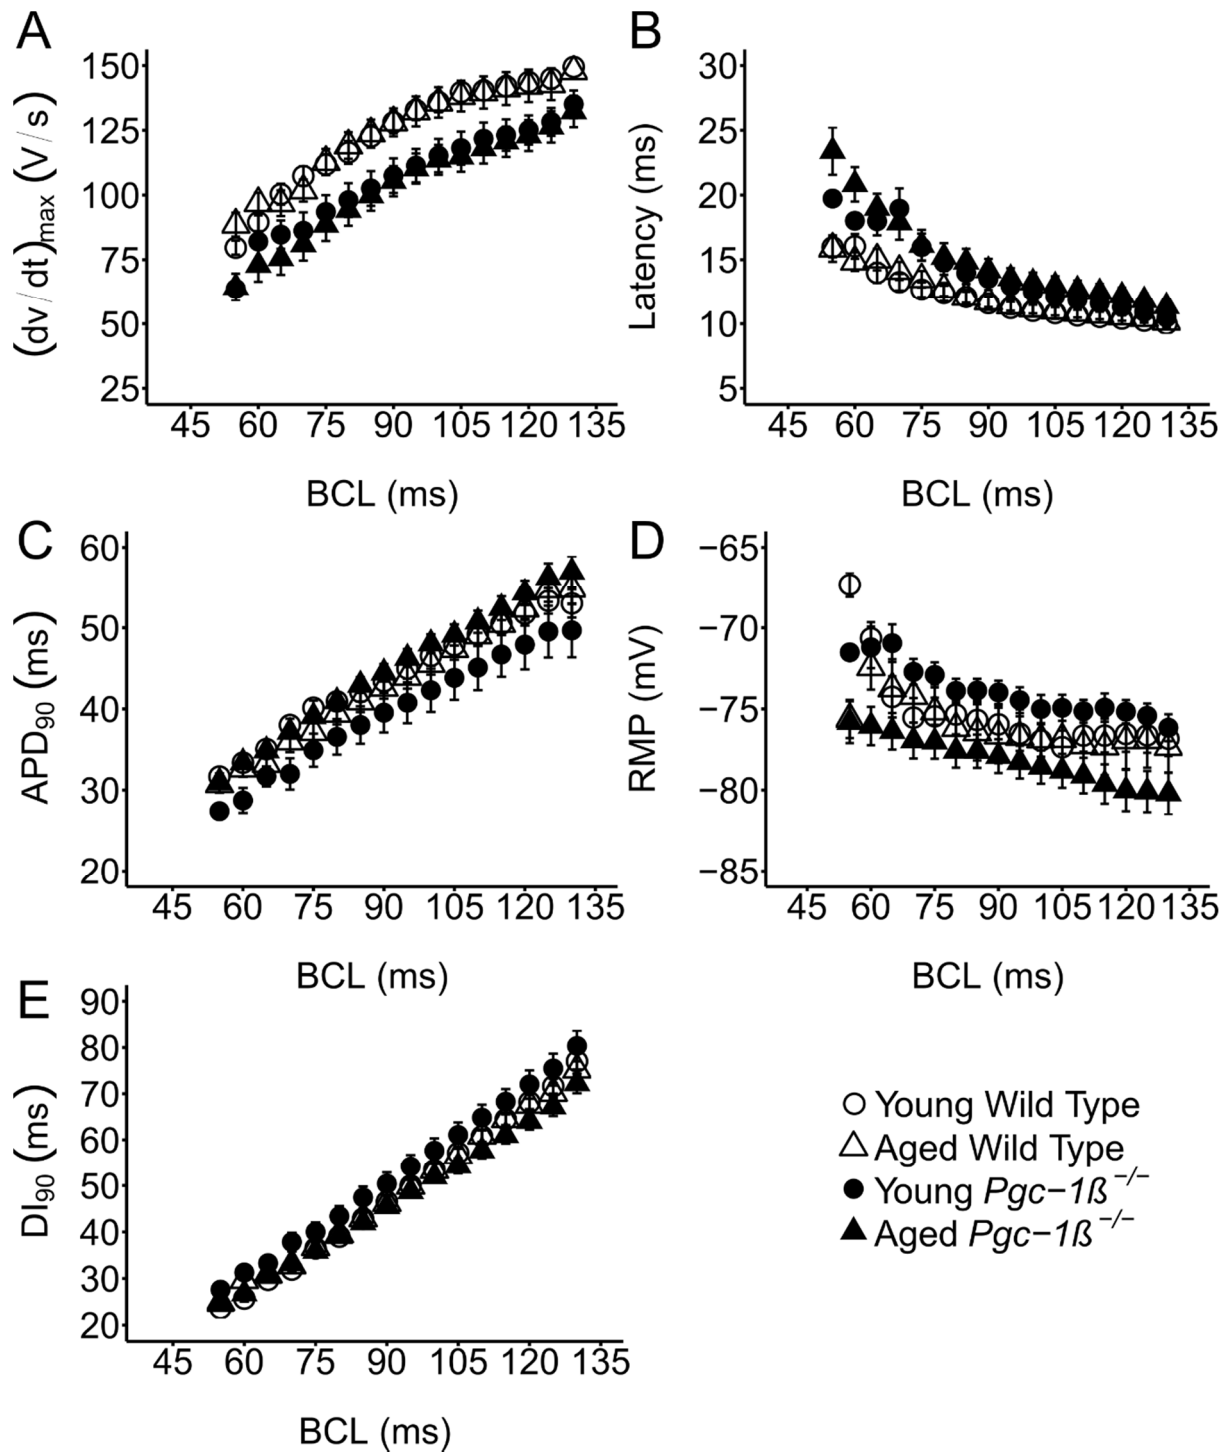 A
(dv/dt)max (V/s)
150
125
100
75
50
25
45 60 75 90 105 120 135
BCL (ms)
B
Latency (ms)
30
25
20
15
10
5
45 60 75 90 105 120 135
BCL (ms)
C
APD90 (ms)
60
50
40
30
20
45 60 75 90 105 120 135
BCL (ms)
D
RMP (mV)
−65
−70
−75
−80
−85
45 60 75 90 105 120 135
BCL (ms)
E
DI90 (ms)
90
80
70
60
50
40
30
20
45 60 75 90 105 120 135
BCL (ms)
Young Wild Type
Aged Wild Type
Young Pgc−1ß−/−
Aged Pgc−1ß−/−